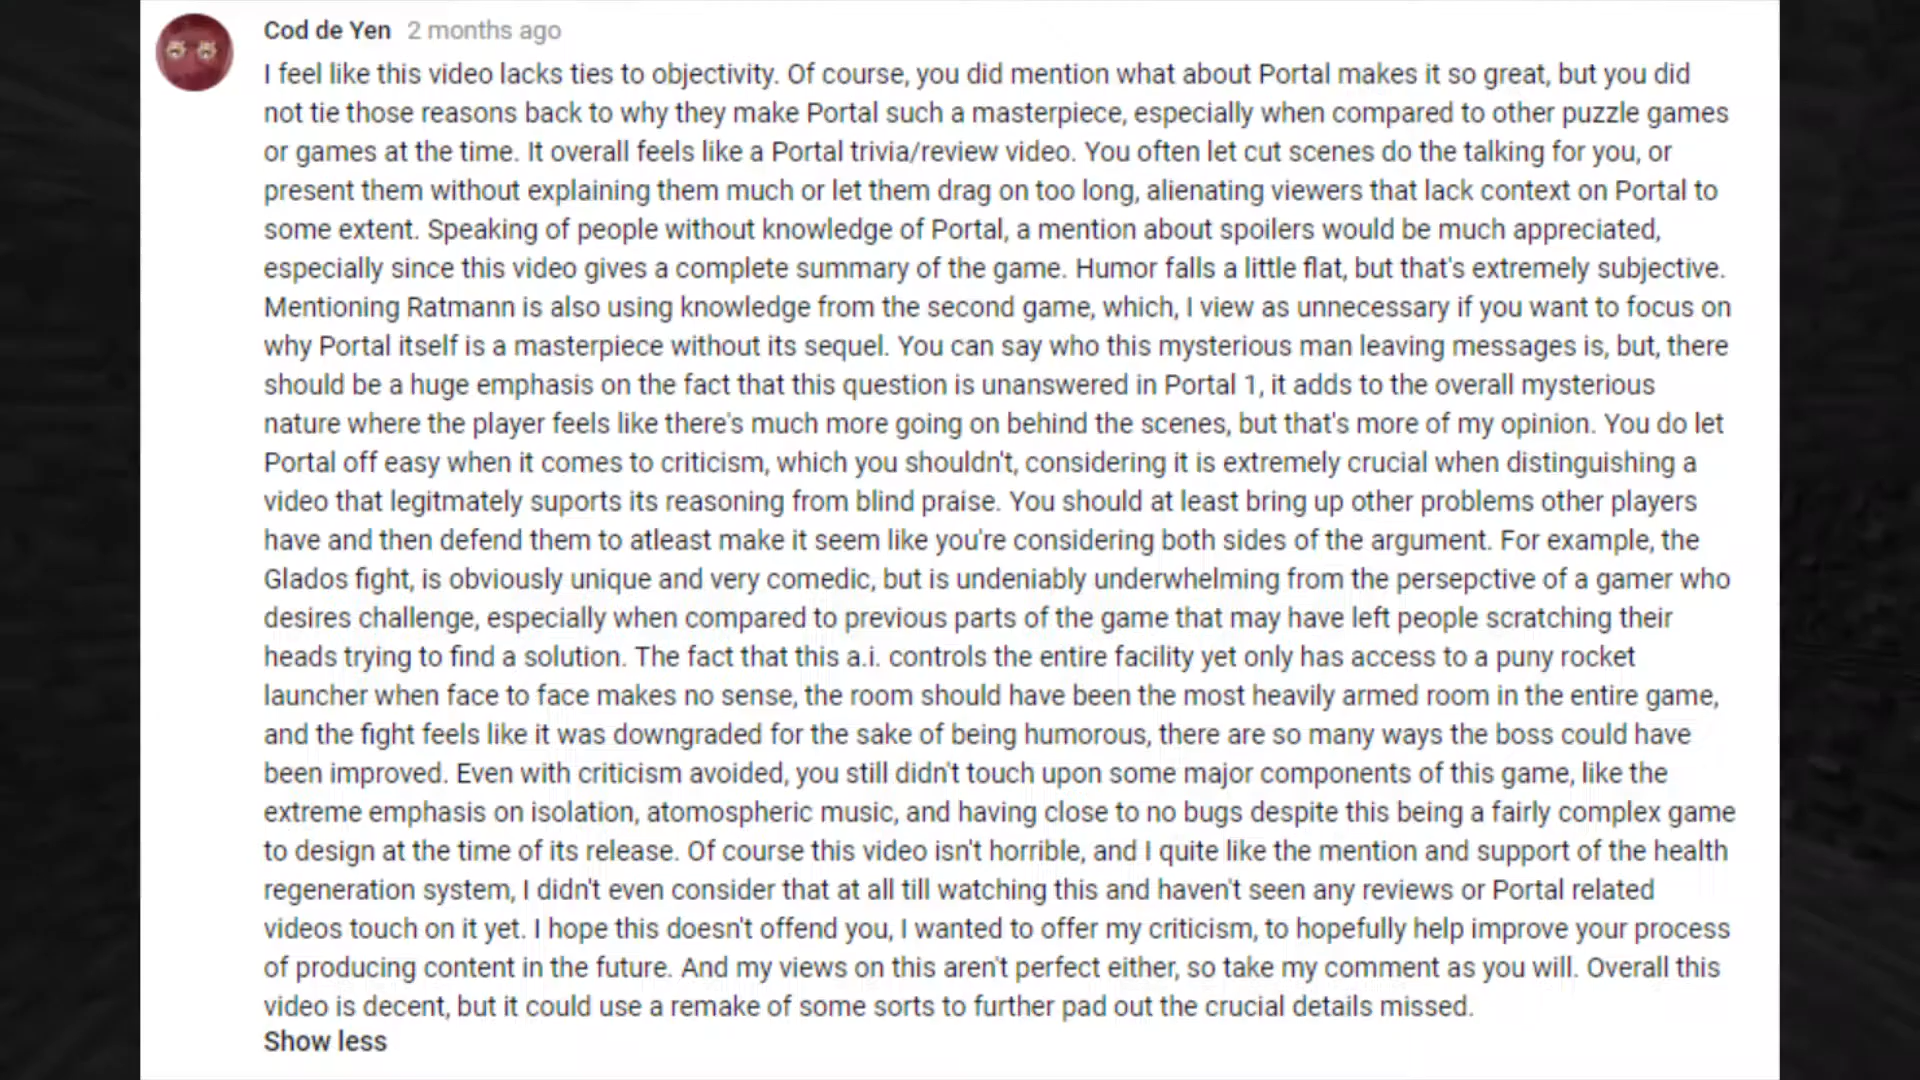 Cod de Yen 2 months ago
I feel like this video lacks ties to objectivity. Of course, you did mention what about Portal makes it so great, but you did
not tie those reasons back to why they make Portal such a masterpiece, especially when compared to other puzzle games
or games at the time. It overall feels like a Portal trivia/review video. You often let cut scenes do the talking for you, or
present them without explaining them much or let them drag on too long, alienating viewers that lack context on Portal to
some extent. Speaking of people without knowledge of Portal, a mention about spoilers would be much appreciated,
especially since this video gives a complete summary of the game. Humor falls a little flat, but that's extremely subjective.
Mentioning Ratmann is also using knowledge from the second game, which, I view as unnecessary if you want to focus on
why Portal itself is a masterpiece without its sequel. You can say who this mysterious man leaving messages is, but, there
should be a huge emphasis on the fact that this question is unanswered in Portal 1, it adds to the overall mysterious
nature where the player feels like there's much more going on behind the scenes, but that's more of my opinion. You do let
Portal off easy when it comes to criticism, which you shouldn't, considering it is extremely crucial when distinguishing a
video that legitmately suports its reasoning from blind praise. You should at least bring up other problems other players
have and then defend them to atleast make it seem like you're considering both sides of the argument. For example, the
Glados fight, is obviously unique and very comedic, but is undeniably underwhelming from the persepctive of a gamer who
desires challenge, especially when compared to previous parts of the game that may have left people scratching their
heads trying to find a solution. The fact that this a.i. controls the entire facility yet only has access to a puny rocket
launcher when face to face makes no sense, the room should have been the most heavily armed room in the entire game,
and the fight feels like it was downgraded for the sake of being humorous, there are so many ways the boss could have
been improved. Even with criticism avoided, you still didn't touch upon some major components of this game, like the
extreme emphasis on isolation, atomospheric music, and having close to no bugs despite this being a fairly complex game
to design at the time of its release. Of course this video isn't horrible, and I quite like the mention and support of the health
regeneration system, I didn't even consider that at all till watching this and haven't seen any reviews or Portal related
videos touch on it yet. I hope this doesn't offend you, I wanted to offer my criticism, to hopefully help improve your process
of producing content in the future. And my views on this aren't perfect either, so take my comment as you will. Overall this
video is decent, but it could use a remake of some sorts to further pad out the crucial details missed.
Show less